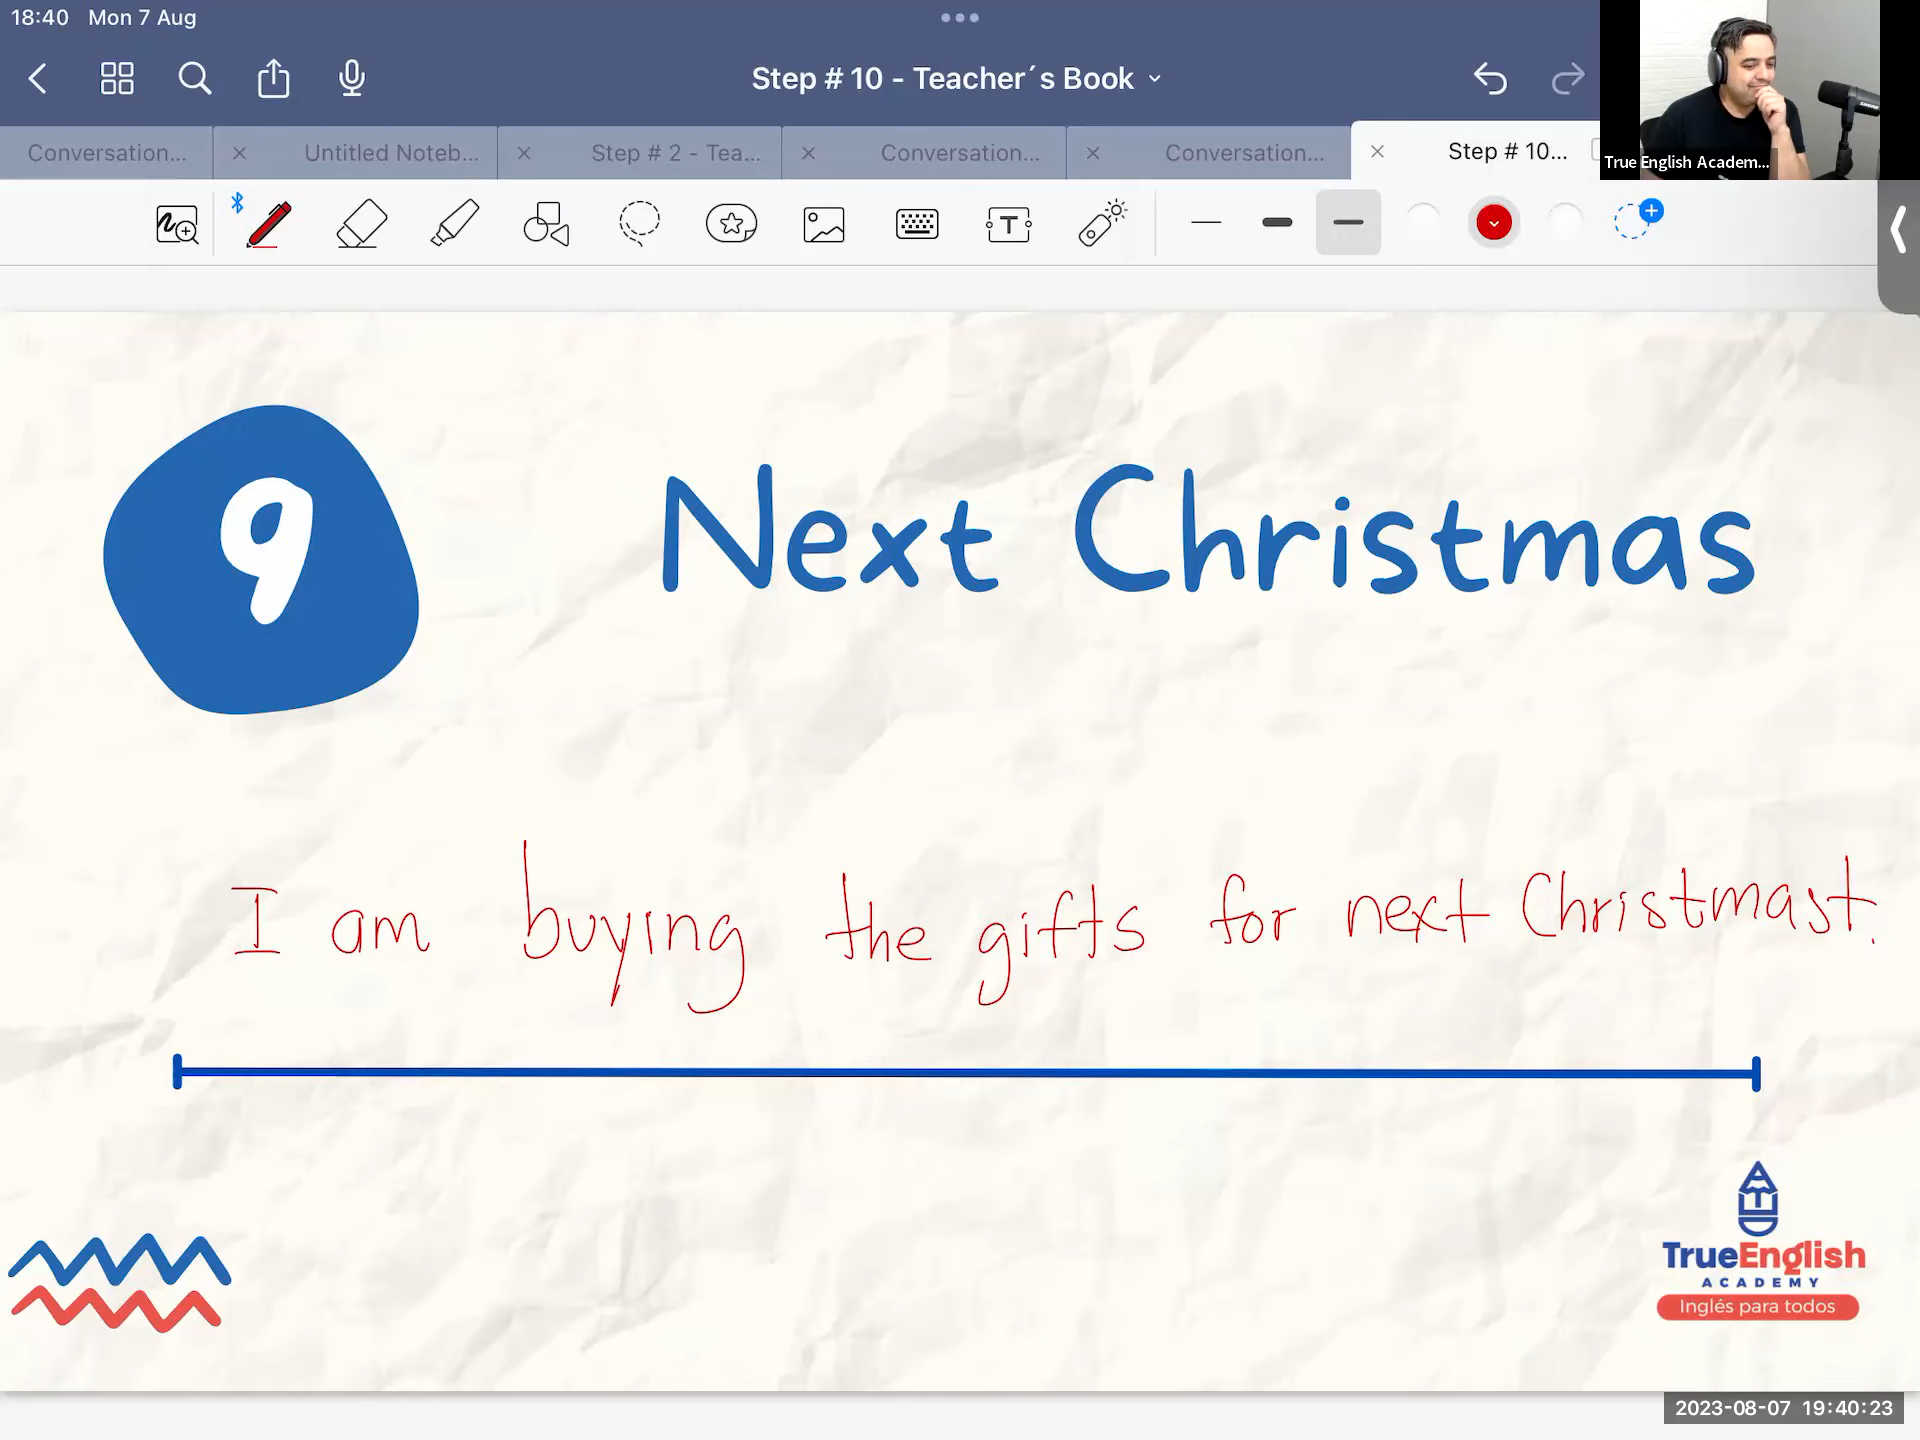 18:40 Mon 7 Aug
Step # 10 - Teacher´s Book
Conversation... Untitled Noteb... Step # 2 - Tea... Conversation... Conversation... Step # 10...
True English Academ...
9 Next Christmas
I am buying the gifts for next Christmast.
TrueEnglish
ACADEMY
Inglés para todos
2023-08-07 19:40:23